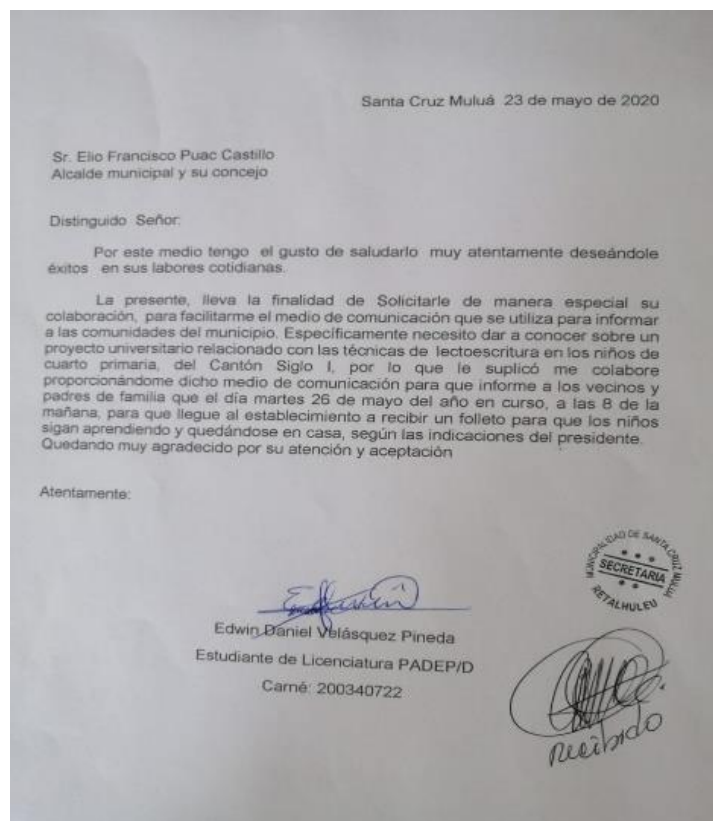 Santa Cruz Muluá 23 de mayo de 2020
Sr. Elio Francisco Puac Castillo
Alcalde municipal y su concejo
Distinguido Señor:
Por este medio tengo el gusto de saludarlo muy atentamente deseándole
éxitos en sus labores cotidianas.
La presente, lleva la finalidad de Solicitarle de manera especial su
colaboración, para facilitarme el medio de comunicación que se utiliza para informar
a las comunidades del municipio. Específicamente necesito dar a conocer sobre un
proyecto universitario relacionado con las técnicas de lectoescritura en los niños de
cuarto primaria, del Cantón Siglo I, por lo que le suplicó me colabore
proporcionándome dicho medio de comunicación para que informe a los vecinos y
padres de familia que el día martes 26 de mayo del año en curso, a las 8 de la
mañana, para que llegue al establecimiento a recibir un folleto para que los niños
sigan aprendiendo y quedándose en casa, según las indicaciones del presidente.
Quedando muy agradecido por su atención y aceptación
Atentamente:
MUNICIPALIDAD DE SANTA CRUZ MULUA
SECRETARIA
RETALHULEU
Edwin Daniel Velásquez Pineda
Estudiante de Licenciatura PADEP/D
Carné: 200340722
Recibido